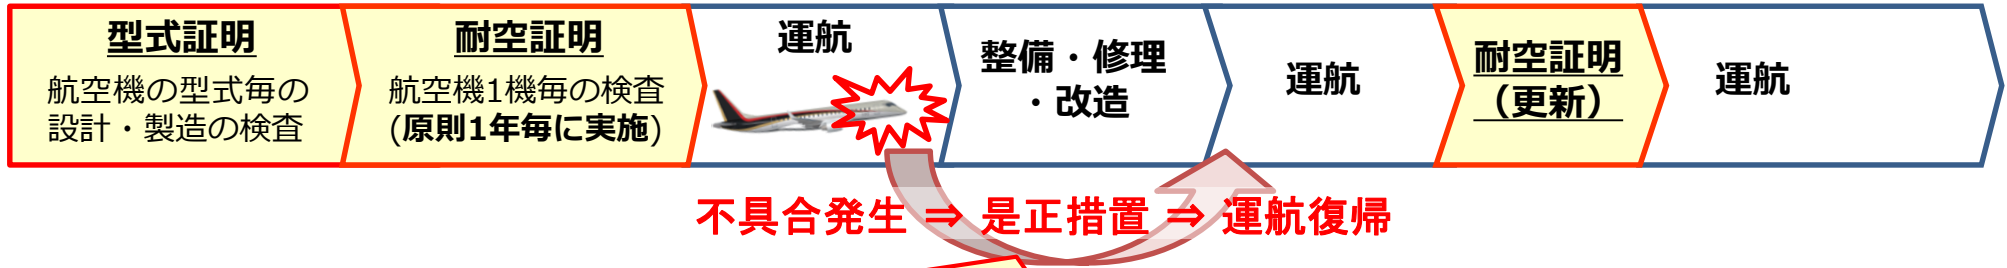 型式証明
航空機の型式毎の
設計・製造の検査
耐空証明
航空機1機毎の検査
(原則1年毎に実施)
運航
整備・修理
・改造
運航
耐空証明
（更新）
運航
不具合発生 ⇒ 是正措置 ⇒ 運航復帰